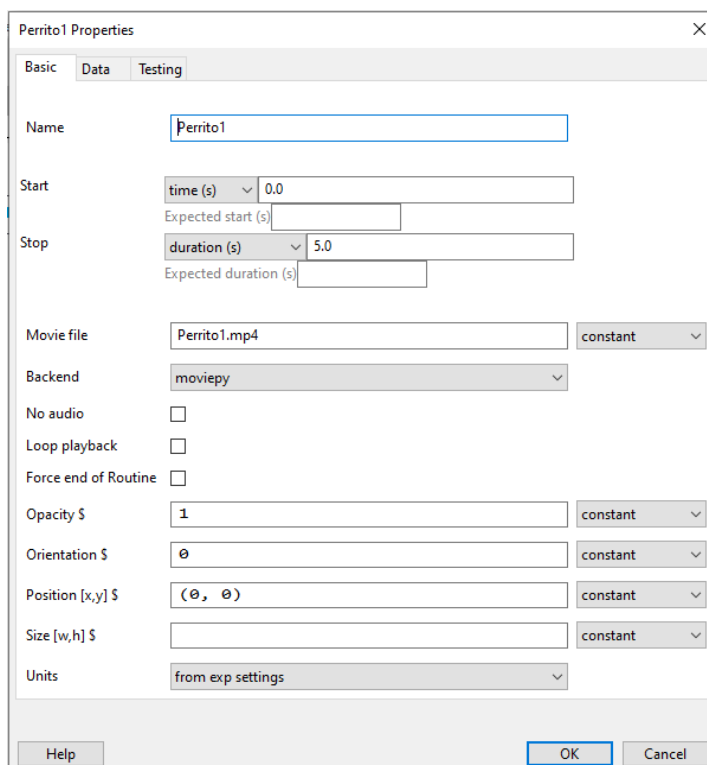 Perrito1 Properties
Basic Data Testing
Name Perrito1
Start time (s) 0.0
Expected start (s)
Stop duration (s) 5.0
Expected duration (s)
Movie file Perrito1.mp4 constant
Backend moviepy
No audio
Loop playback
Force end of Routine
Opacity $ 1 constant
Orientation $ 0 constant
Position [x,y] $ (0, 0) constant
Size [w,h] $ constant
Units from exp settings
Help OK Cancel